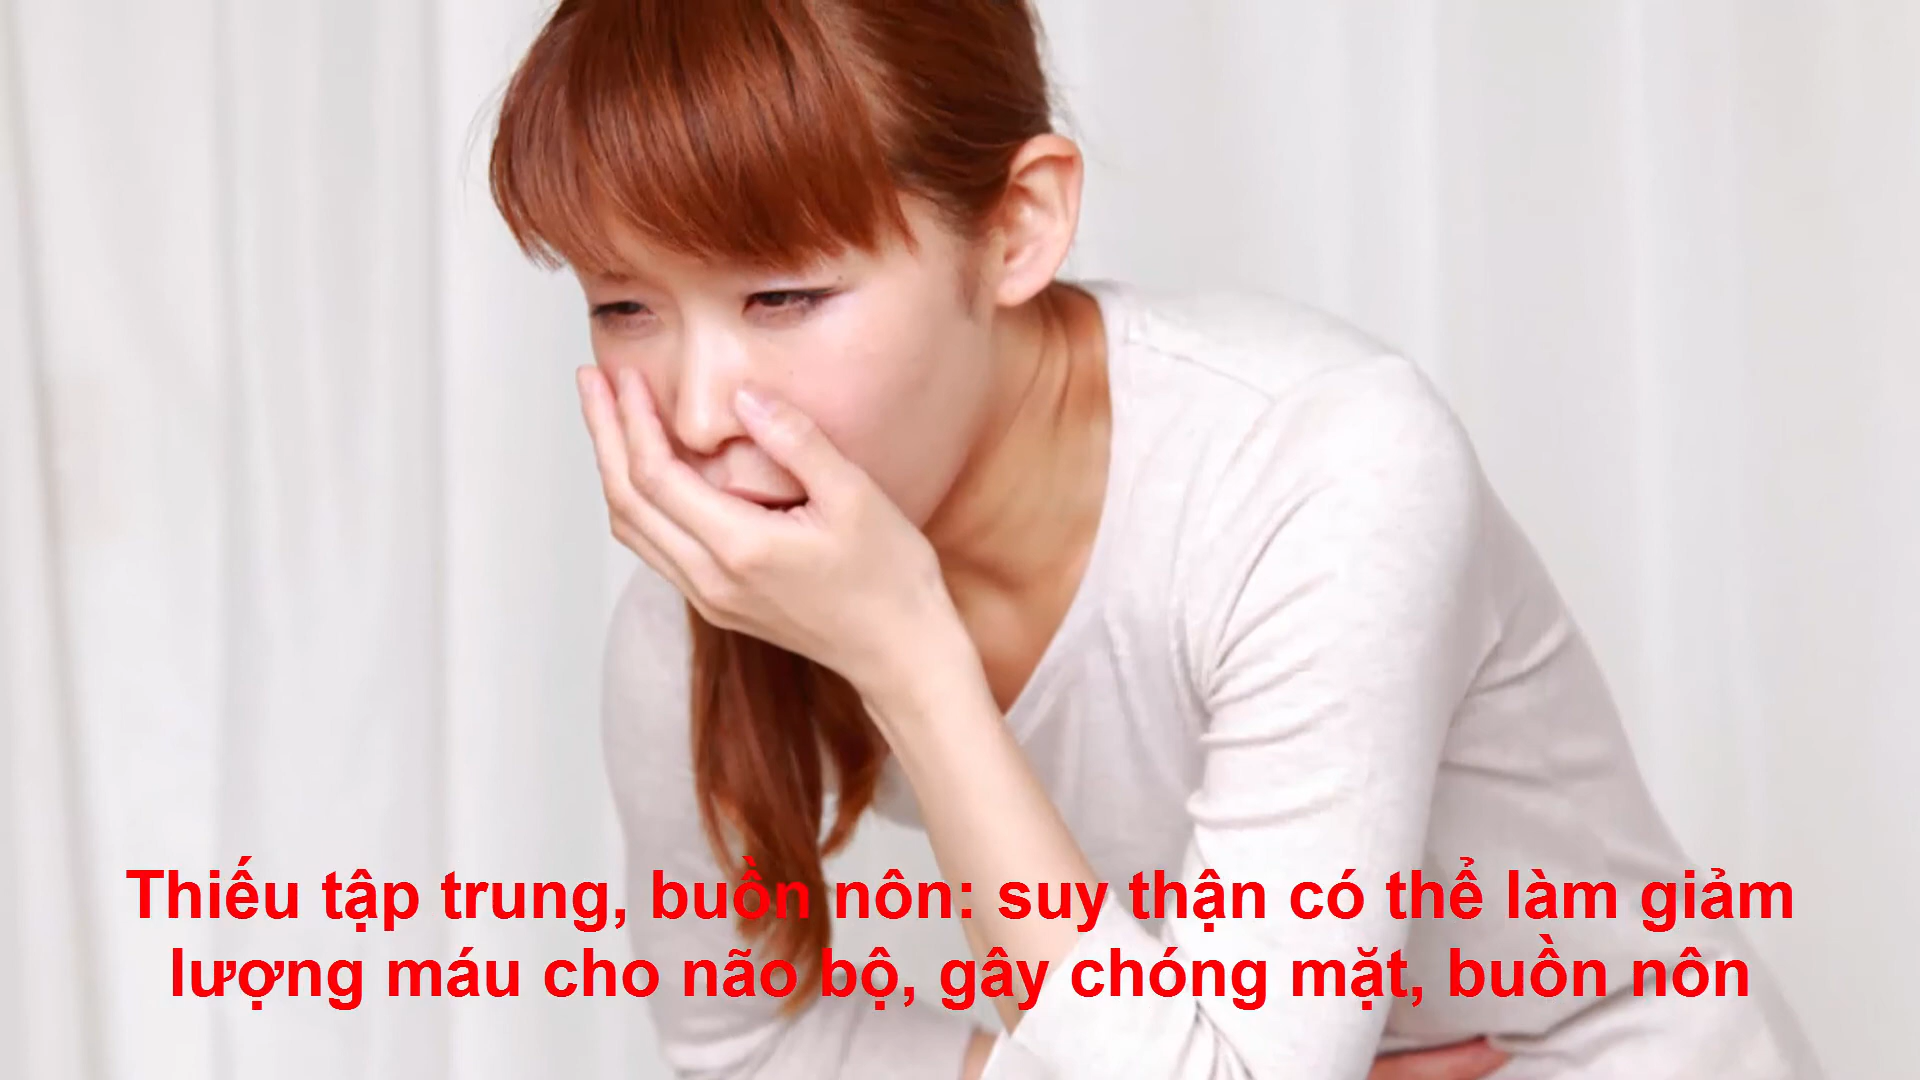 Thiếu tập trung, buồn nôn: suy thận có thể làm giảm
lượng máu cho não bộ, gây chóng mặt, buồn nôn